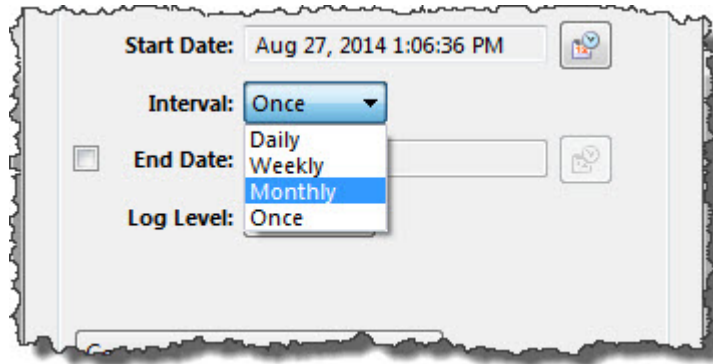 Start Date: Aug 27, 2014 1:06:36 PM
Interval: Once
Daily
End Date:
Weekly
Monthly
Log Level: Once